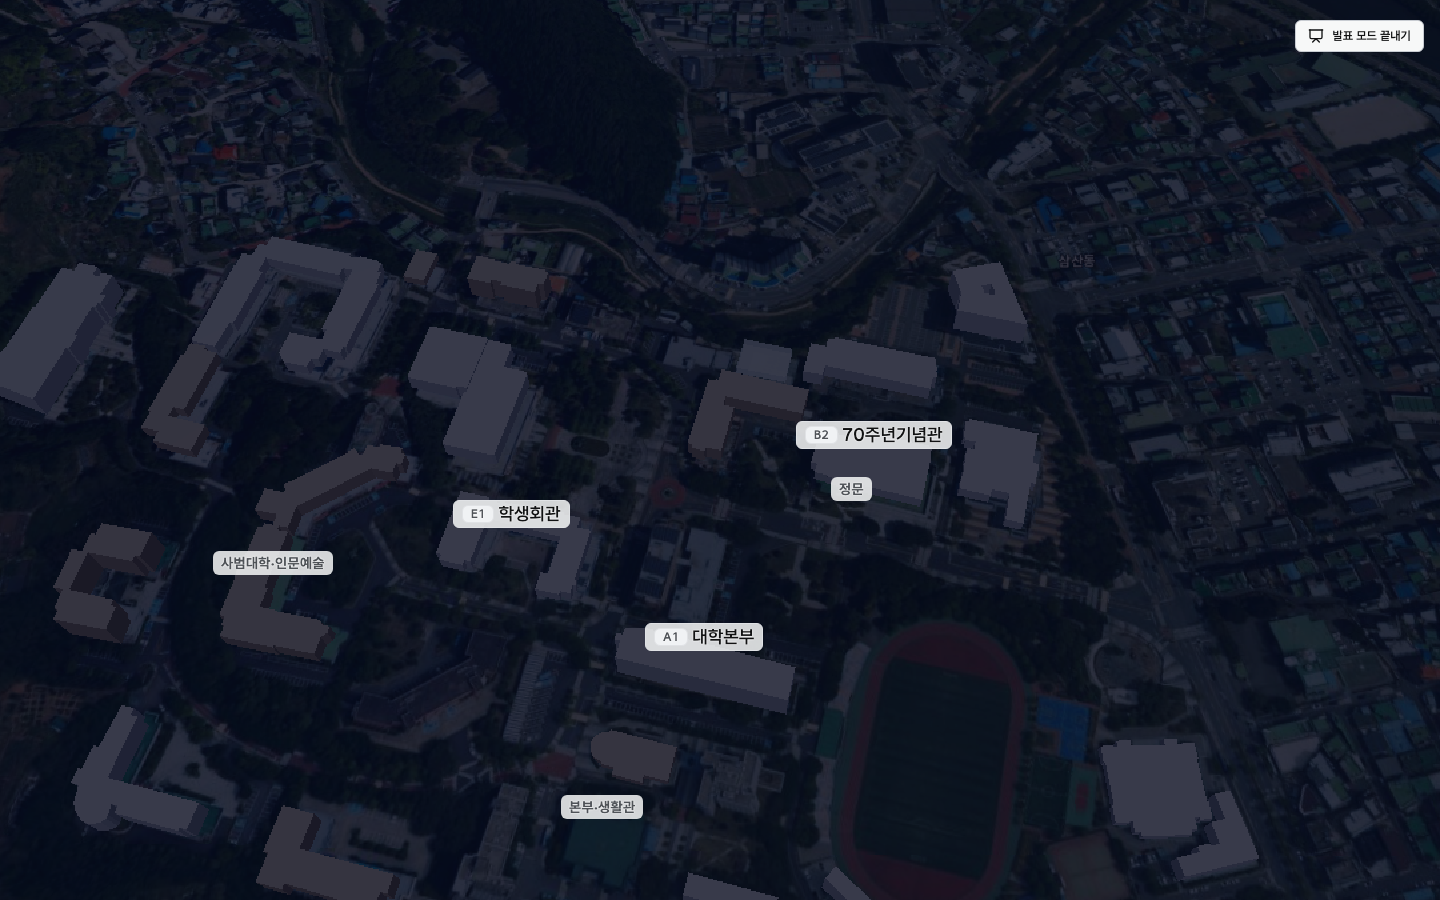 발표 모드 끝내기
삼산동
B2 70주년기념관
정문
E1 학생회관
사범대학·인문예술
A1 대학본부
본부·생활관